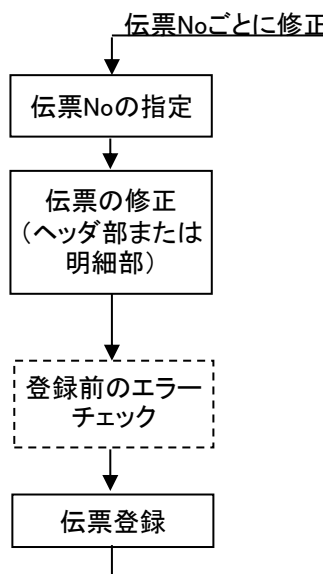 伝票Noごとに修正
伝票Noの指定
伝票の修正
（ヘッダ部または
明細部）
登録前のエラー
チェック
伝票登録